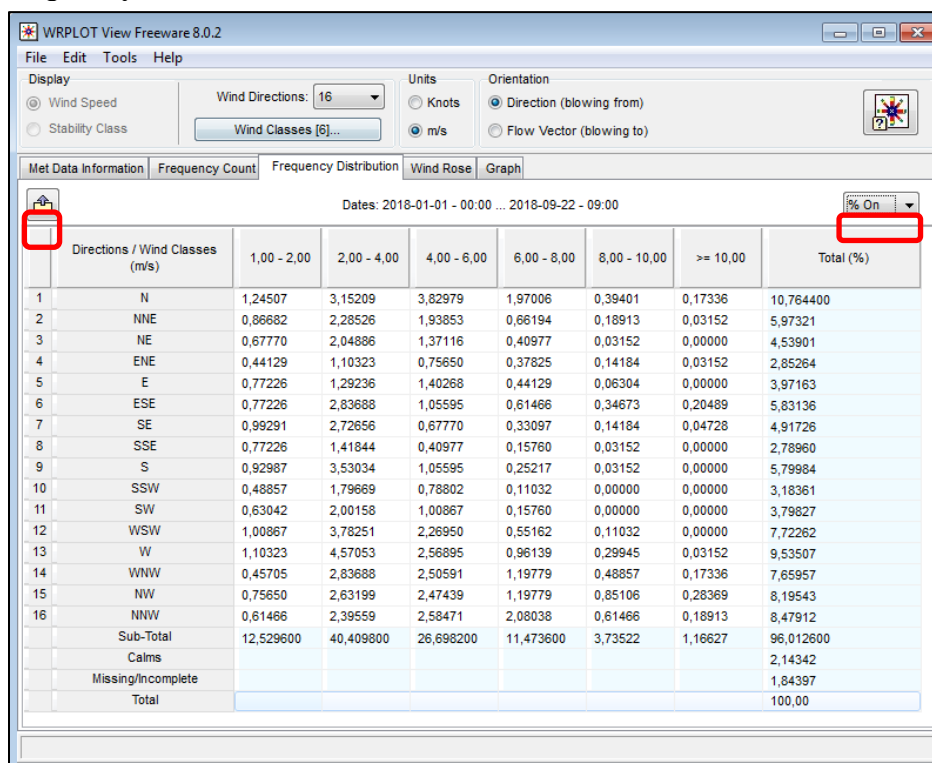 WRPLOT View Freeware 8.0.2
File Edit Tools Help
Display Units Orientation
Wind Speed Wind Directions: 16 Knots Direction (blowing from)
Stability Class Wind Classes [6]... m/s Flow Vector (blowing to)
Met Data Information Frequency Count Frequency Distribution Wind Rose Graph
Dates: 2018-01-01 - 00:00 ... 2018-09-22 - 09:00 % On
Directions / Wind Classes (m/s) 1,00 - 2,00 2,00 - 4,00 4,00 - 6,00 6,00 - 8,00 8,00 - 10,00 >= 10,00 Total (%)
1 N 1,24507 3,15209 3,82979 1,97006 0,39401 0,17336 10,764400
2 NNE 0,86682 2,28526 1,93853 0,66194 0,18913 0,03152 5,97321
3 NE 0,67770 2,04886 1,37116 0,40977 0,03152 0,00000 4,53901
4 ENE 0,44129 1,10323 0,75650 0,37825 0,14184 0,03152 2,85264
5 E 0,77226 1,29236 1,40268 0,44129 0,06304 0,00000 3,97163
6 ESE 0,77226 2,83688 1,05595 0,61466 0,34673 0,20489 5,83136
7 SE 0,99291 2,72656 0,67770 0,33097 0,14184 0,04728 4,91726
8 SSE 0,77226 1,41844 0,40977 0,15760 0,03152 0,00000 2,78960
9 S 0,92987 3,53034 1,05595 0,25217 0,03152 0,00000 5,79984
10 SSW 0,48857 1,79669 0,78802 0,11032 0,00000 0,00000 3,18361
11 SW 0,63042 2,00158 1,00867 0,15760 0,00000 0,00000 3,79827
12 WSW 1,00867 3,78251 2,26950 0,55162 0,11032 0,00000 7,72262
13 W 1,10323 4,57053 2,56895 0,96139 0,29945 0,03152 9,53507
14 WNW 0,45705 2,83688 2,50591 1,19779 0,48857 0,17336 7,65957
15 NW 0,75650 2,63199 2,47439 1,19779 0,85106 0,28369 8,19543
16 NNW 0,61466 2,39559 2,58471 2,08038 0,61466 0,18913 8,47912
Sub-Total 12,529600 40,409800 26,698200 11,473600 3,73522 1,16627 96,012600
Calms 2,14342
Missing/Incomplete 1,84397
Total 100,00